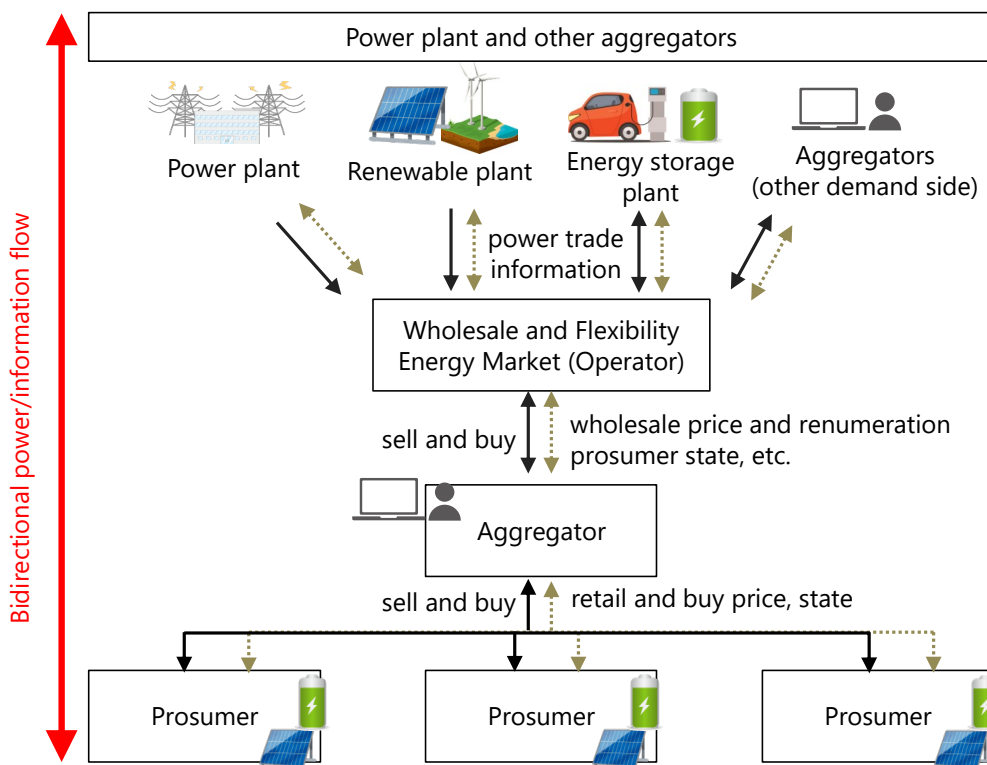 Power plant and other aggregators
Bidirectional power/information flow
Power plant
Renewable plant
Energy storage
plant
Aggregators
(other demand side)
power trade
information
Wholesale and Flexibility
Energy Market (Operator)
sell and buy
wholesale price and renumeration
prosumer state, etc.
Aggregator
sell and buy
retail and buy price, state
Prosumer
Prosumer
Prosumer